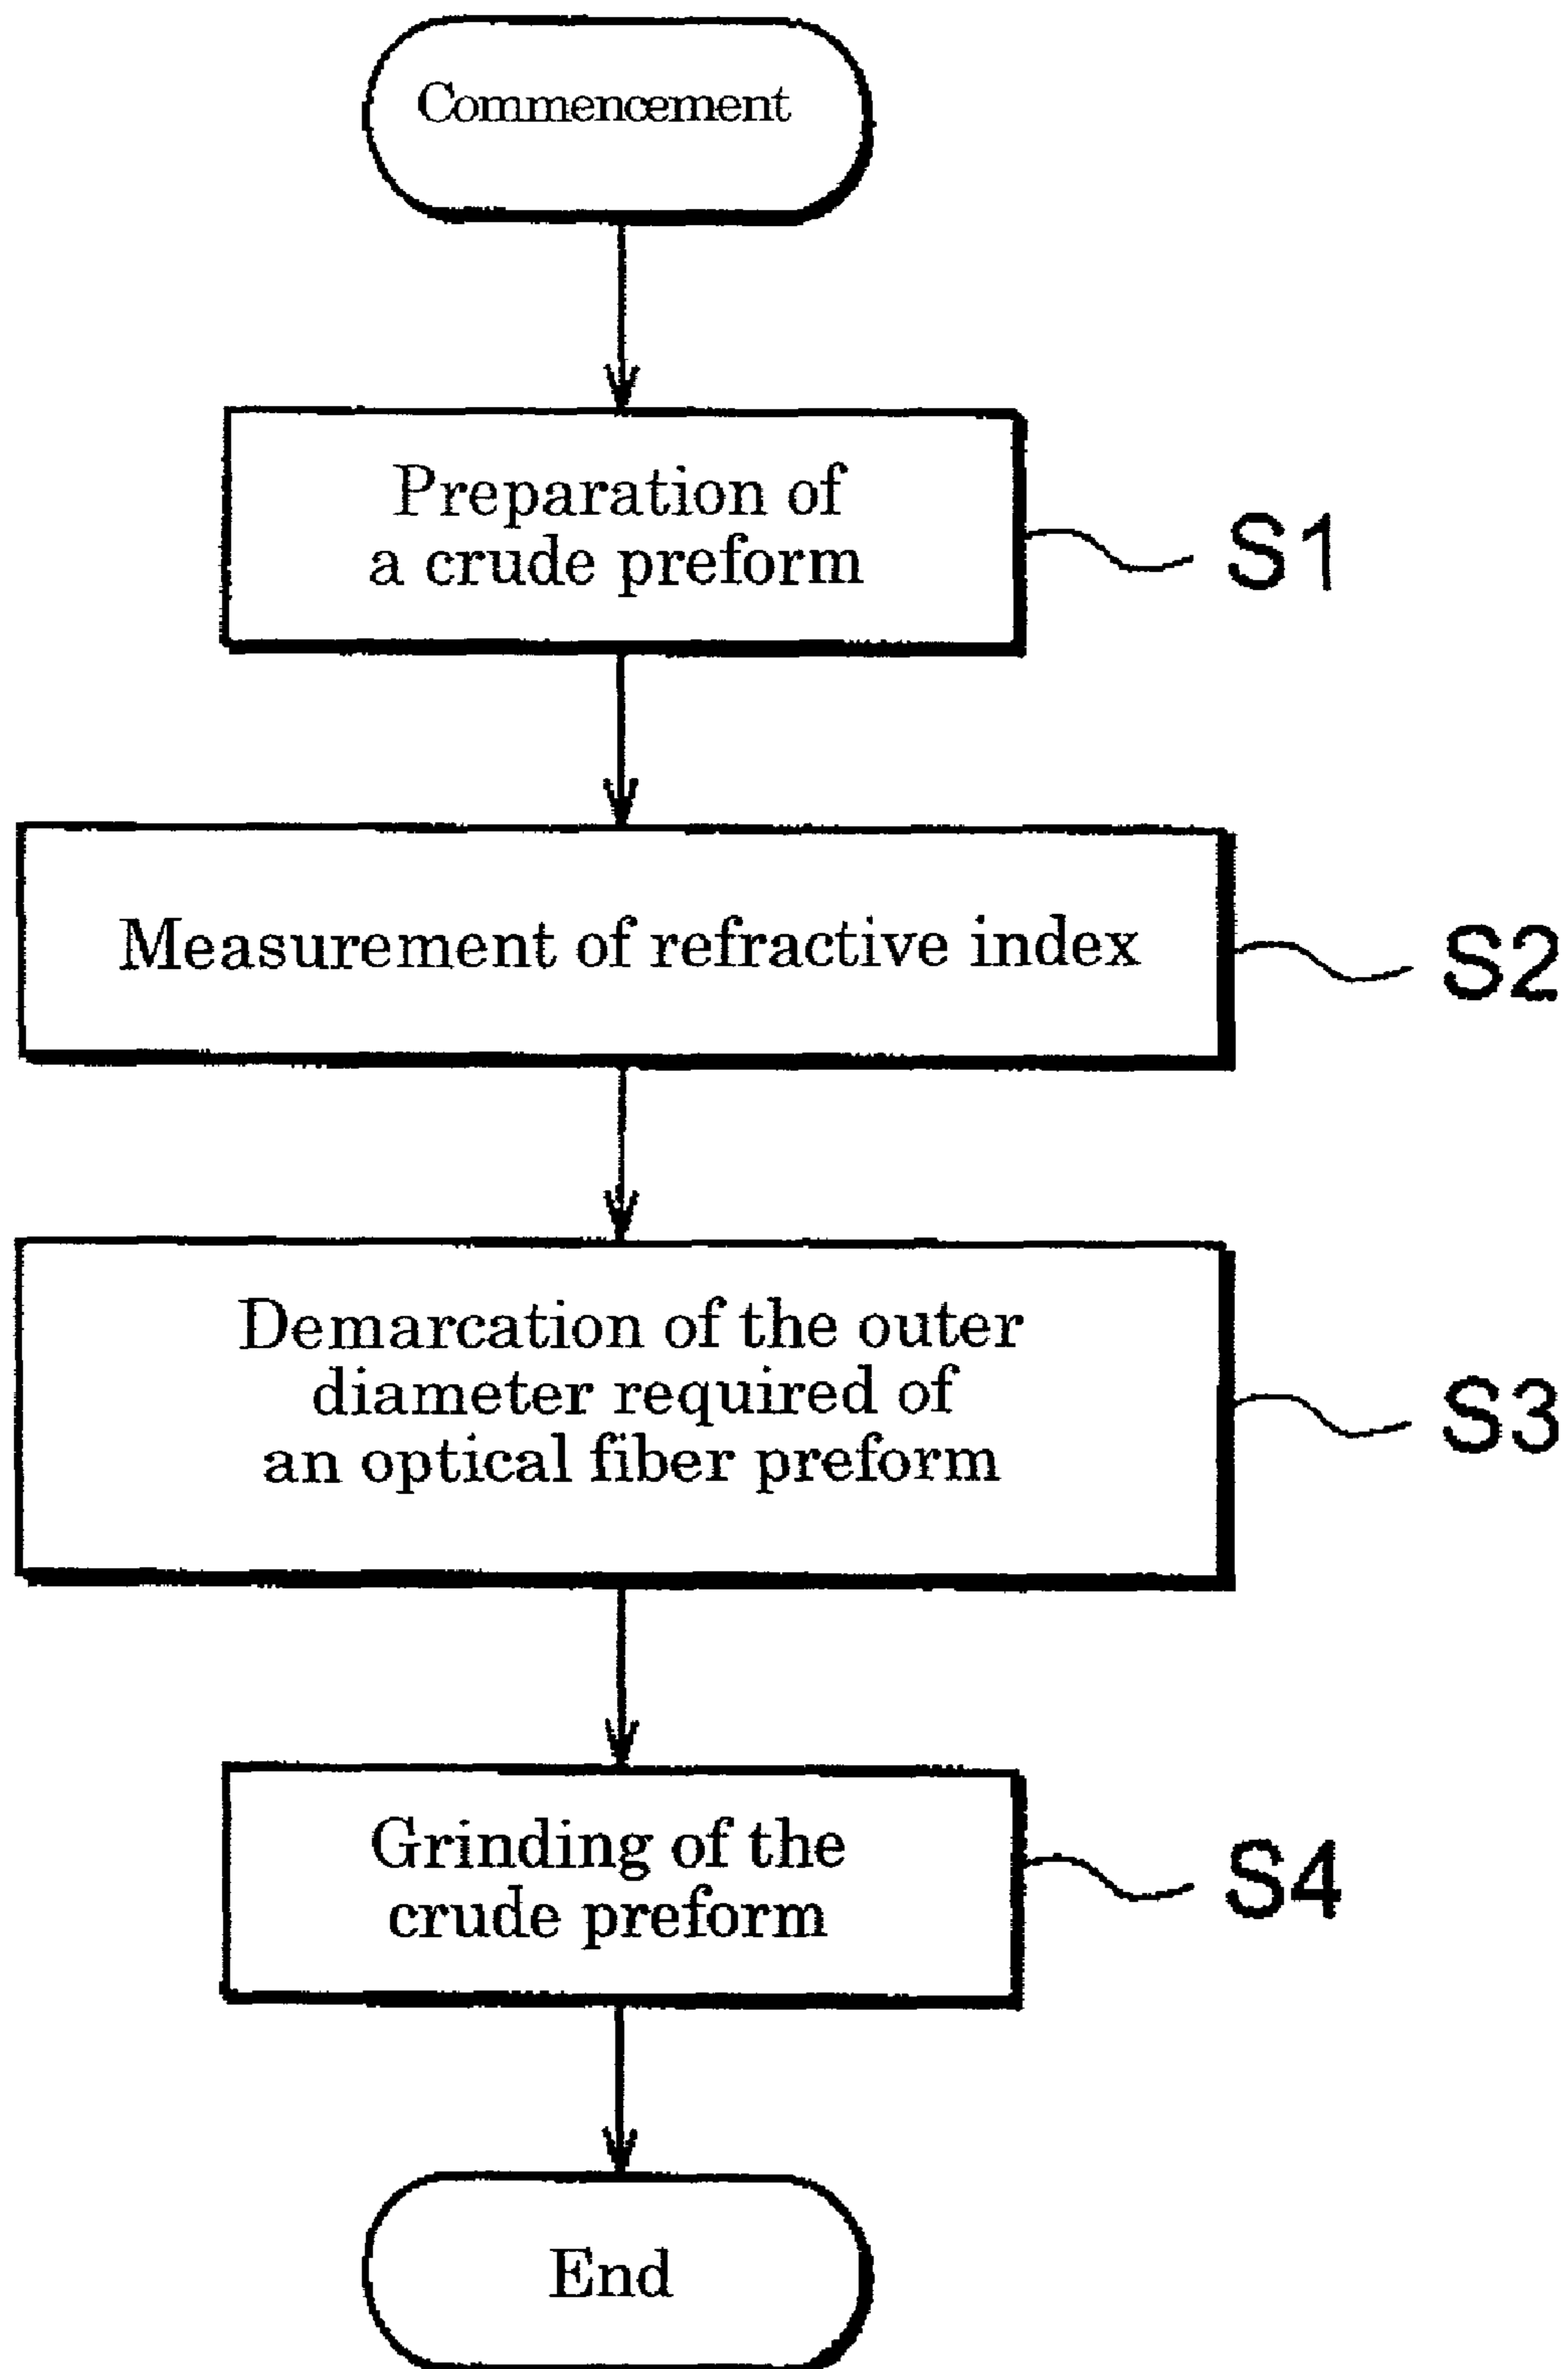 Commencement
Preparation of
a crude preform
S1
Measurement of refractive index
S2
Demarcation of the outer
diameter required of
an optical fiber preform
S3
Grinding of the
crude preform
S4
End